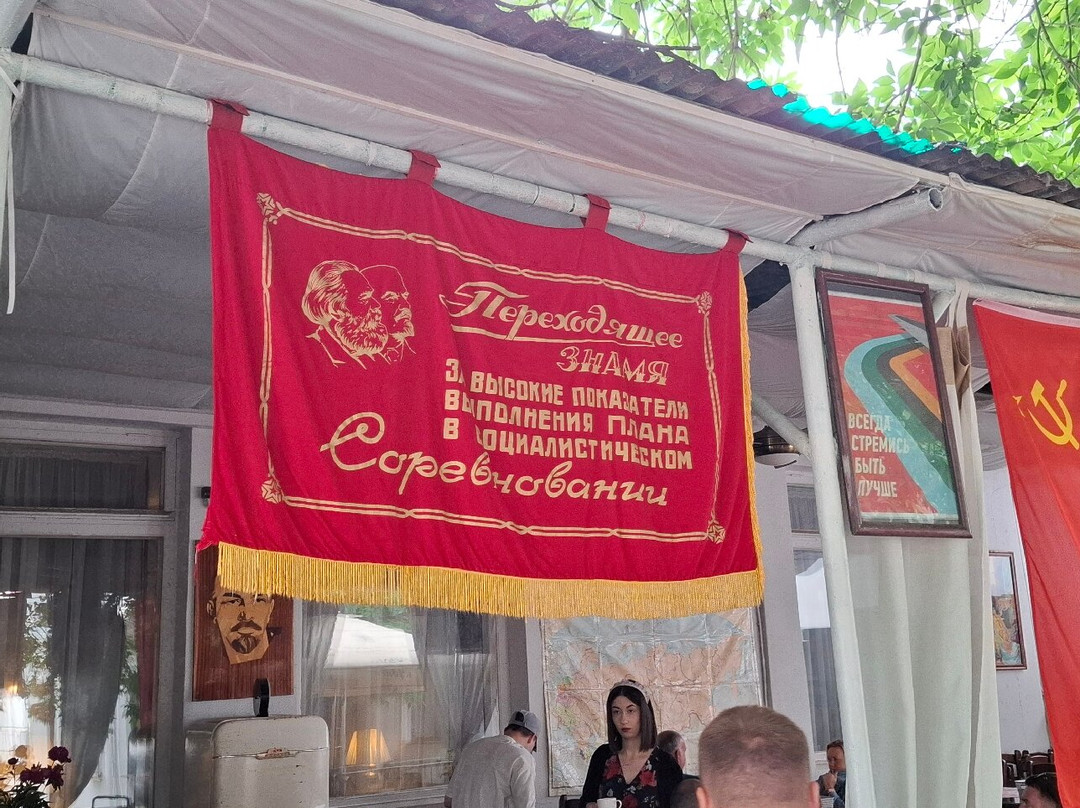 Переходящее
ЗНАМЯ
ЗА ВЫСОКИЕ ПОКАЗАТЕЛИ
ВЫПОЛНЕНИЯ ПЛАНА
В СОЦИАЛИСТИЧЕСКОМ
Соревновании
ВСЕГДА
СТРЕМИСЬ
БЫТЬ
ЛУЧШЕ